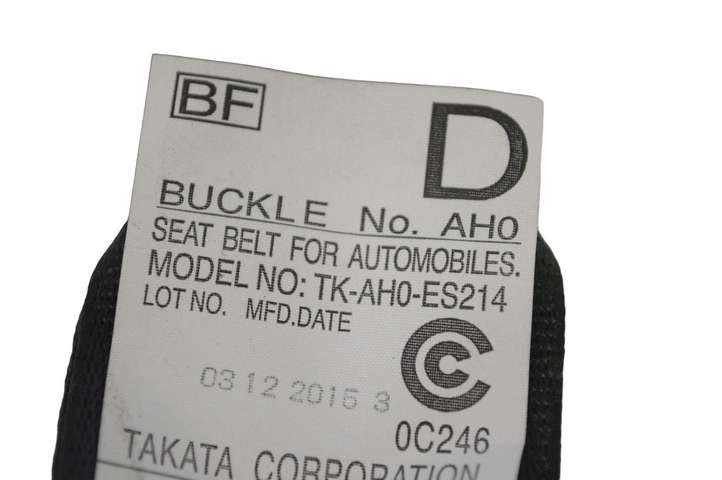 BF
D
BUCKLE No. AH0
SEAT BELT FOR AUTOMOBILES.
MODEL NO: TK-AH0-ES214
LOT NO. MFD.DATE
03 12 2015 3
0C246
TAKATA CORPORATION